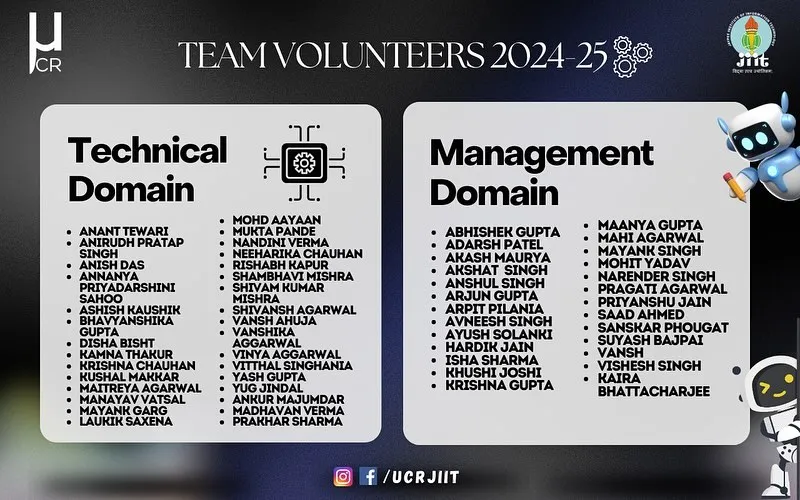 µCR
TEAM VOLUNTEERS 2024-25
JIIT
Technical
Domain
ANANT TEWARI
ANIRUDH PRATAP
SINGH
ANISH DAS
ANNANYA
PRIYADARSHINI
SAHOO
ASHISH KAUSHIK
BHAVYANSHIKA
GUPTA
DISHA BISHT
KAMNA THAKUR
KRISHNA CHAUHAN
KUSHAL MAKKAR
MAITREYA AGARWAL
MANAYAV VATSAL
MAYANK GARG
LAUKIK SAXENA
MOHD AAYAAN
MUKTA PANDE
NANDINI VERMA
NEEHARIKA CHAUHAN
RISHABH KAPUR
SHAMBHAVI MISHRA
SHIVAM KUMAR
MISHRA
SHIVANSH AGARWAL
VANSH AHUJA
VANSHIKA
AGGARWAL
VINYA AGGARWAL
VITTHAL SINGHANIA
YASH GUPTA
YUG JINDAL
ANKUR MAJUMDAR
MADHAVAN VERMA
PRAKHAR SHARMA
Management
Domain
ABHISHEK GUPTA
ADARSH PATEL
AKASH MAURYA
AKSHAT SINGH
ANSHUL SINGH
ARJUN GUPTA
ARPIT PILANIA
AVNEESH SINGH
AYUSH SOLANKI
HARDIK JAIN
ISHA SHARMA
KHUSHI JOSHI
KRISHNA GUPTA
MAANYA GUPTA
MAHI AGARWAL
MAYANK SINGH
MOHIT YADAV
NARENDER SINGH
PRAGATI AGARWAL
PRIYANSHU JAIN
SAAD AHMED
SANSKAR PHOUGAT
SUYASH BAJPAI
VANSH
VISHESH SINGH
KAIRA
BHATTACHARJEE
/UCRJIIT